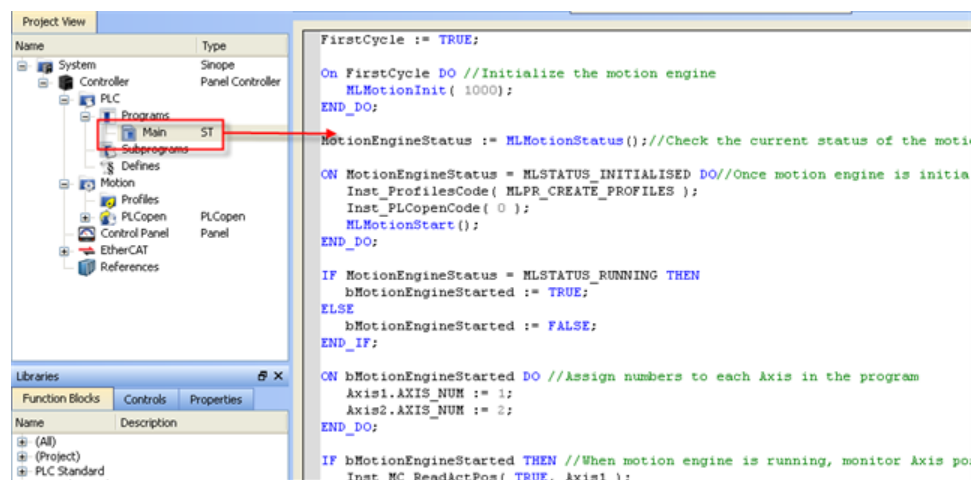 Project View
Name Type
System Sinope
Controller Panel Controller
PLC
Programs
Main ST
Subprograms
Defines
Motion
Profiles
PLCopen PLCopen
Control Panel Panel
EtherCAT
References
Libraries
Function Blocks Controls Properties
Name Description
(All)
(Project)
PLC Standard
FirstCycle := TRUE;
On FirstCycle DO //Initialize the motion engine
MLMotionInit( 1000);
END_DO;
MotionEngineStatus := MLMotionStatus();//Check the current status of the motio
ON MotionEngineStatus = MLSTATUS_INITIALISED DO//Once motion engine is initia
Inst_ProfilesCode( MLPR_CREATE_PROFILES );
Inst_PLCopenCode( 0 );
MLMotionStart();
END_DO;
IF MotionEngineStatus = MLSTATUS_RUNNING THEN
bMotionEngineStarted := TRUE;
ELSE
bMotionEngineStarted := FALSE;
END_IF;
ON bMotionEngineStarted DO //Assign numbers to each Axis in the program
Axis1.AXIS_NUM := 1;
Axis2.AXIS_NUM := 2;
END_DO;
IF bMotionEngineStarted THEN //When motion engine is running, monitor Axis pos
Inst_MC_ReadActPos( TRUE, Axis1 );